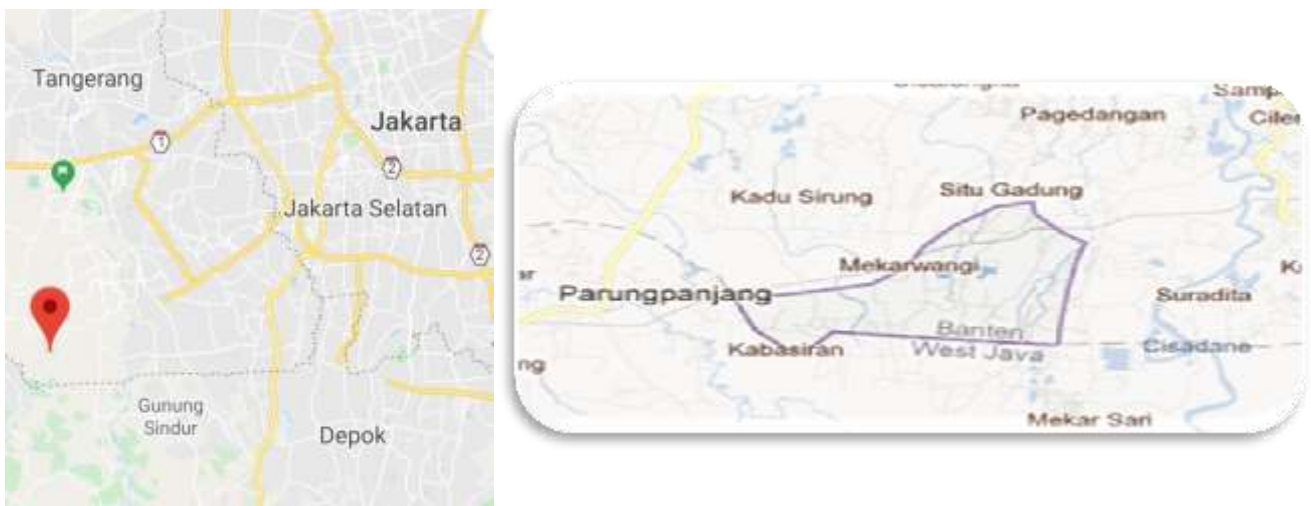 Tangerang
Jakarta
1
2
Jakarta Selatan
2
Gunung
Sindur
Depok
Pagedangan
Kadu Sirung
Situ Gadung
Mekarwangi
Parungpanjang
Suradita
Banten
Kabasiran
West Java
Cisadane
Mekar Sari